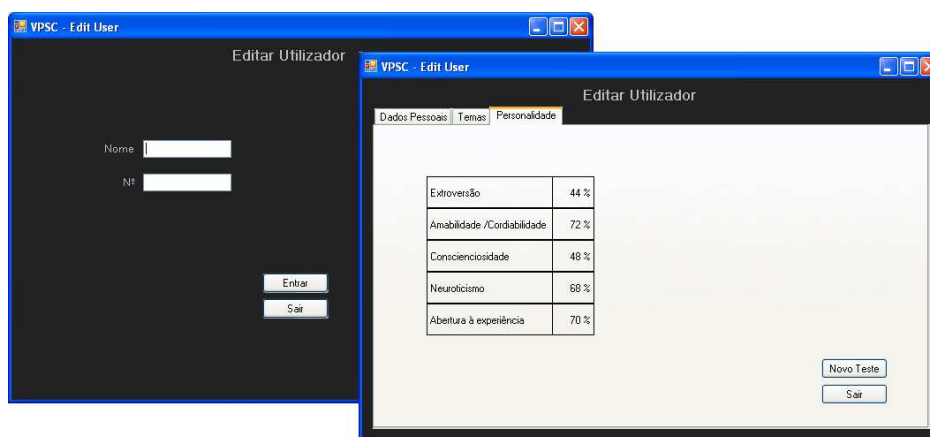 VPSC - Edit User
Editar Utilizador
Nome
Nº
Entrar
Sair
VPSC - Edit User
Editar Utilizador
Dados Pessoais Temas Personalidade
Extroversão 44 %
Amabilidade /Cordiabilidade 72 %
Conscienciosidade 48 %
Neuroticismo 68 %
Abertura à experiência 70 %
Novo Teste
Sair